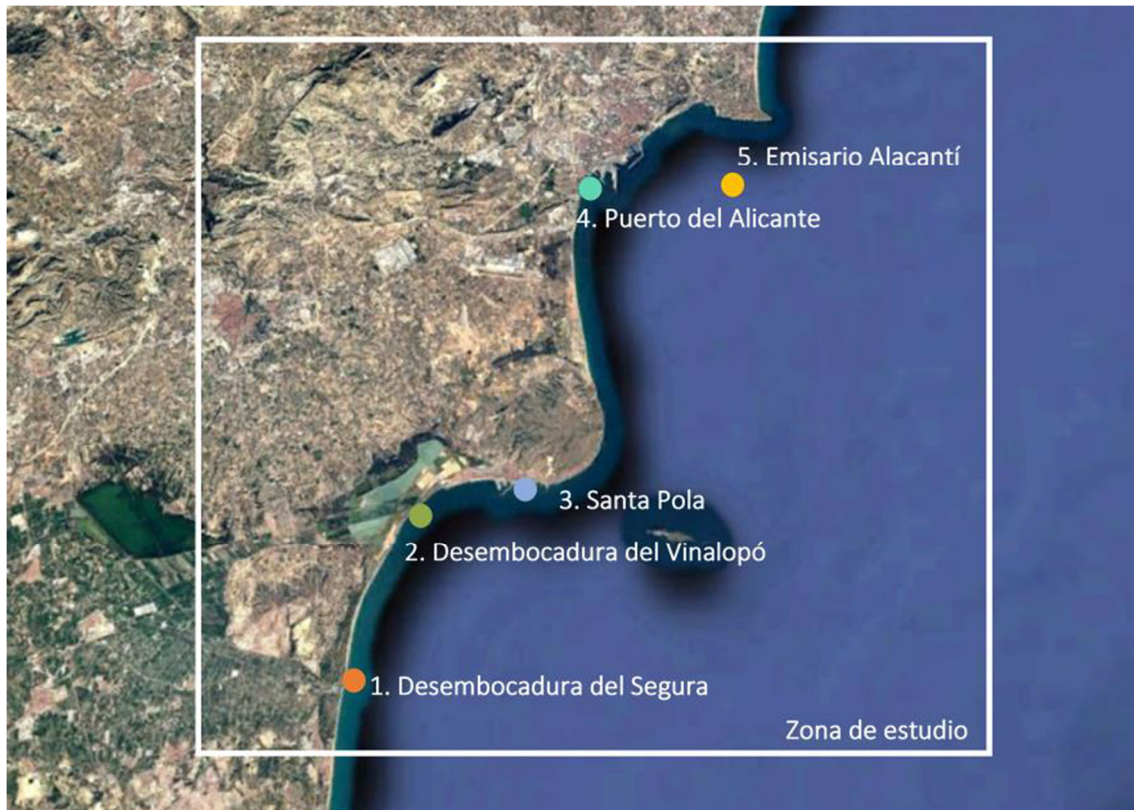 5. Emisario Alacantí
4. Puerto del Alicante
3. Santa Pola
2. Desembocadura del Vinalopó
1. Desembocadura del Segura
Zona de estudio